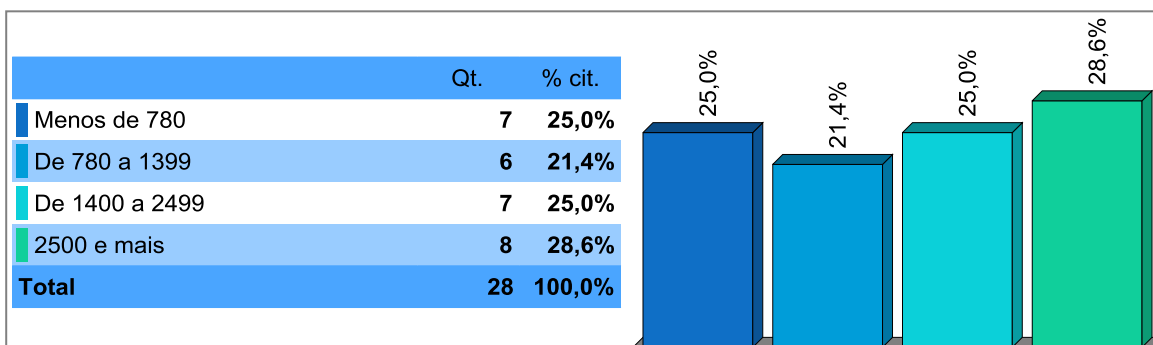 Qt. % cit.
Menos de 780 7 25,0%
De 780 a 1399 6 21,4%
De 1400 a 2499 7 25,0%
2500 e mais 8 28,6%
Total 28 100,0%
25,0%
21,4%
25,0%
28,6%